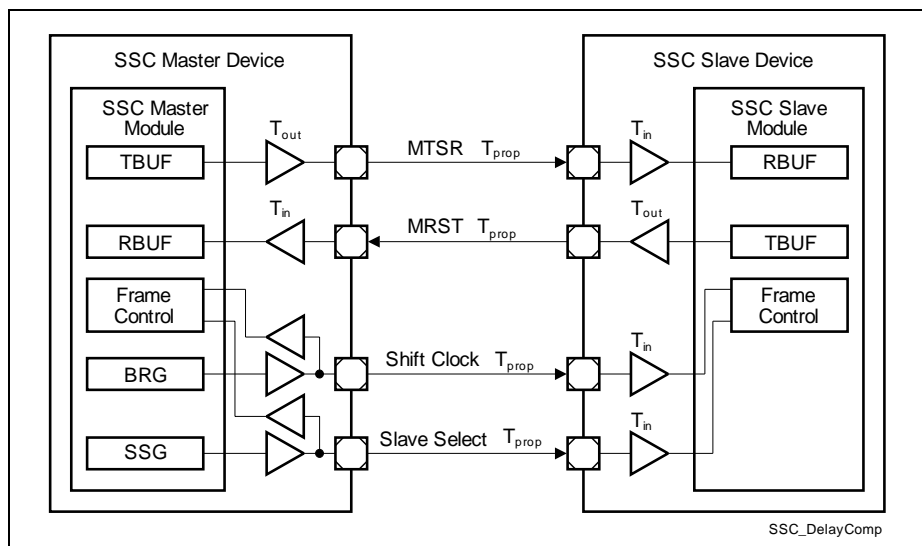 SSC Master Device
SSC Slave Device
SSC Master
Module
SSC Slave
Module
Tout
TBUF
MTSR Tprop
Tin
RBUF
Tin
RBUF
MRST Tprop
Tout
TBUF
Frame
Control
Frame
Control
BRG
Shift Clock Tprop
Tin
SSG
Slave Select Tprop
Tin
SSC_DelayComp